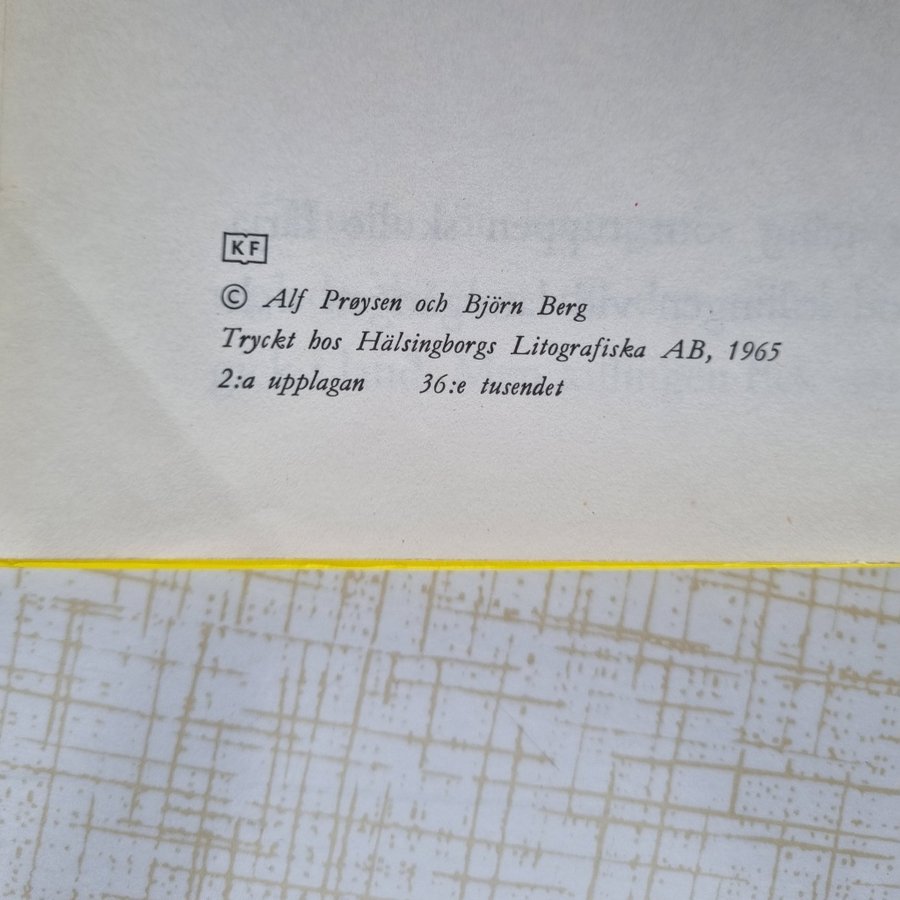 KF
© Alf Prøysen och Björn Berg
Tryckt hos Hälsingborgs Litografiska AB, 1965
2:a upplagan 36:e tusendet